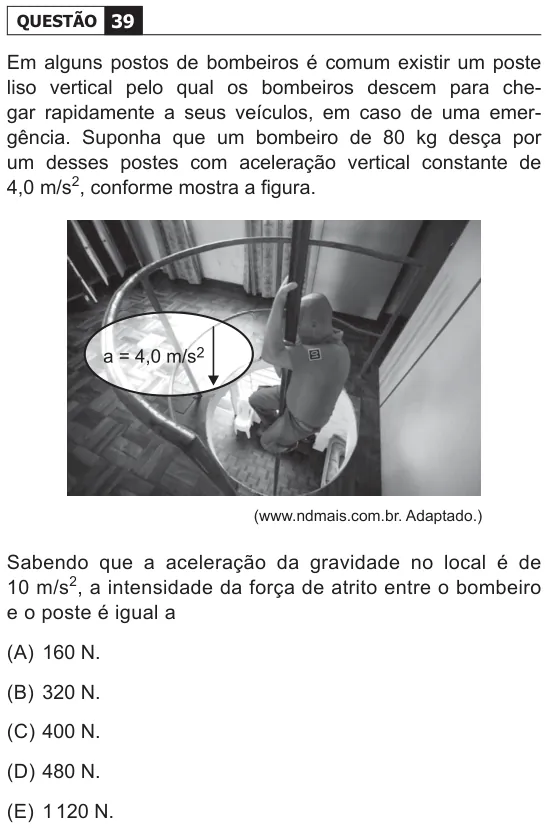 QUESTÃO 39
Em alguns postos de bombeiros é comum existir um poste
liso vertical pelo qual os bombeiros descem para che-
gar rapidamente a seus veículos, em caso de uma emer-
gência. Suponha que um bombeiro de 80 kg desça por
um desses postes com aceleração vertical constante de
4,0 m/s², conforme mostra a figura.
a = 4,0 m/s²
(www.ndmais.com.br. Adaptado.)
Sabendo que a aceleração da gravidade no local é de
10 m/s², a intensidade da força de atrito entre o bombeiro
e o poste é igual a
(A) 160 N.
(B) 320 N.
(C) 400 N.
(D) 480 N.
(E) 1 120 N.